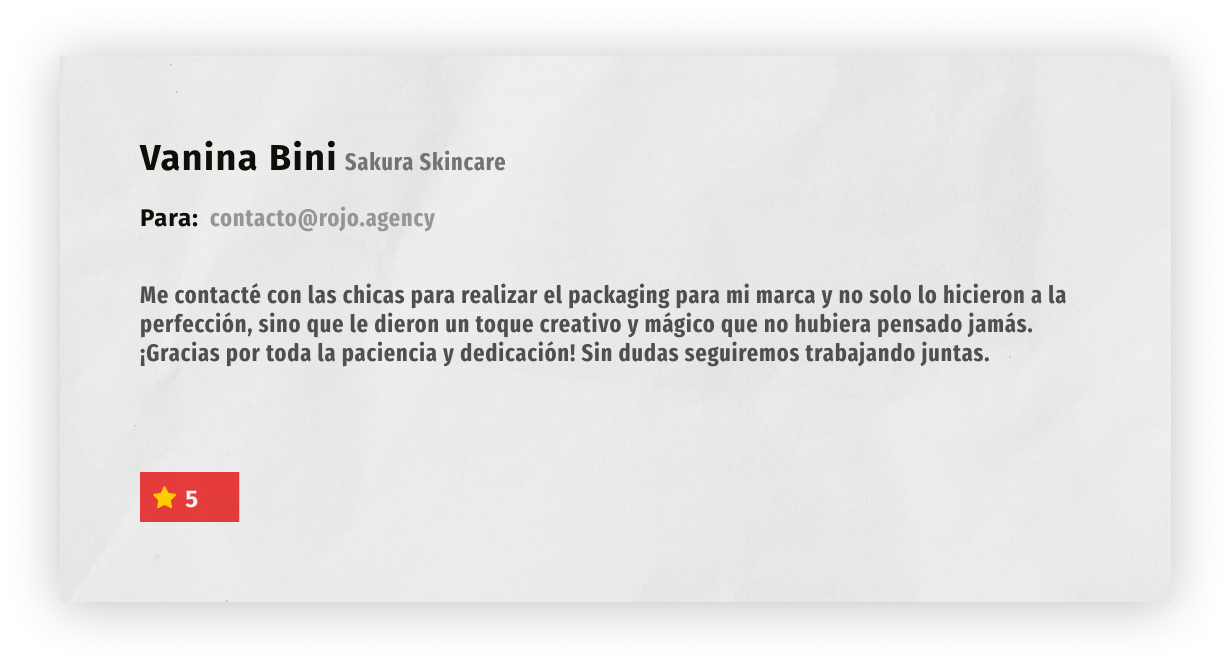 Vanina Bini Sakura Skincare
Para: contacto@rojo.agency
Me contacté con las chicas para realizar el packaging para mi marca y no solo lo hicieron a la
perfección, sino que le dieron un toque creativo y mágico que no hubiera pensado jamás.
¡Gracias por toda la paciencia y dedicación! Sin dudas seguiremos trabajando juntas.
5